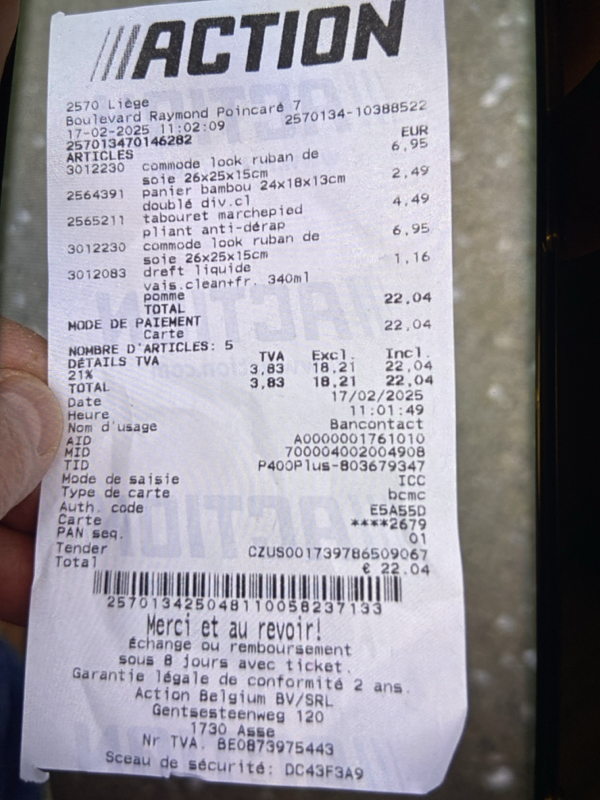 ACTION
2570 Liège
Boulevard Raymond Poincaré 7
17-02-2025 11:02:09 2570134-10388522
257013470146282
ARTICLES EUR
3012230 commode look ruban de 6,95
soie 26x25x15cm
2564391 panier bambou 24x18x13cm 2,49
doublé div.cl
2565211 tabouret marchepied 4,49
pliant anti-dérap
3012230 commode look ruban de 6,95
soie 26x25x15cm
3012083 dreft liquide 1,16
vais.clean+fr. 340ml
pomme
TOTAL 22,04
MODE DE PAIEMENT
Carte 22,04
NOMBRE D'ARTICLES: 5
DÉTAILS TVA TVA Excl. Incl.
21% 3,83 18,21 22,04
TOTAL 3,83 18,21 22,04
Date 17/02/2025
Heure 11:01:49
Nom d'usage Bancontact
AID A0000001761010
MID 700004002004908
TID P400Plus-803679347
Mode de saisie ICC
Type de carte bcmc
Auth. code E5A55D
Carte ****2679
PAN seq. 01
Tender CZUS001739786509067
Total € 22.04
257013425048110058237133
Merci et au revoir!
Échange ou remboursement
sous 8 jours avec ticket.
Garantie légale de conformité 2 ans.
Action Belgium BV/SRL
Gentsesteenweg 120
1730 Asse
Nr TVA. BE0873975443
Sceau de sécurité: DC43F3A9